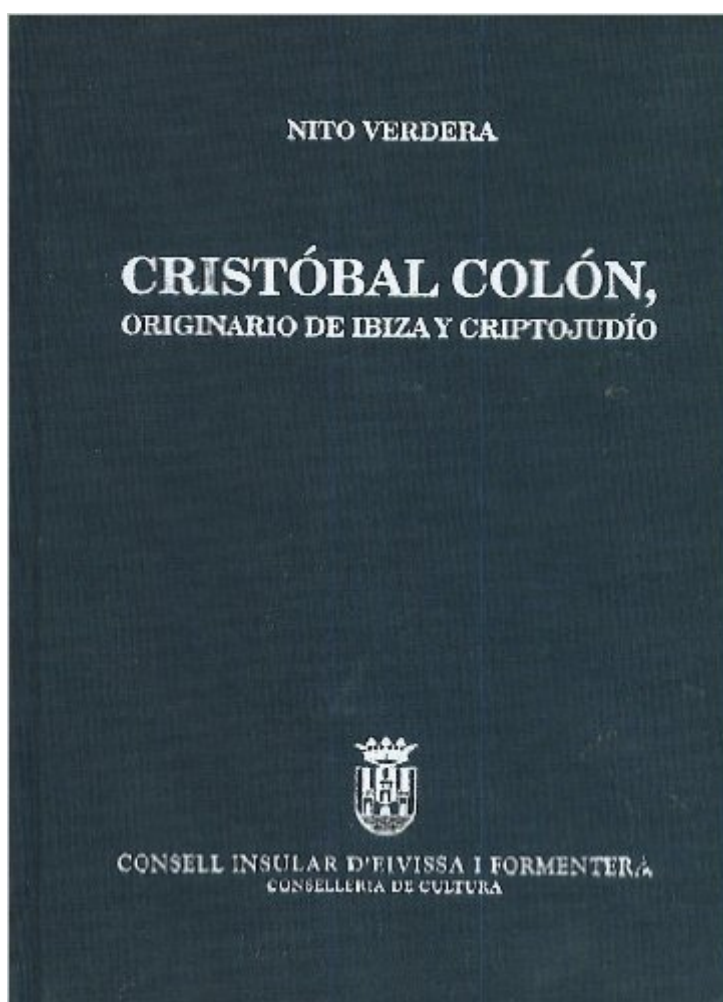 NITO VERDERA
CRISTÓBAL COLÓN,
ORIGINARIO DE IBIZA Y CRIPTOJUDÍO
CONSELL INSULAR D'EIVISSA I FORMENTERA
CONSELLERIA DE CULTURA